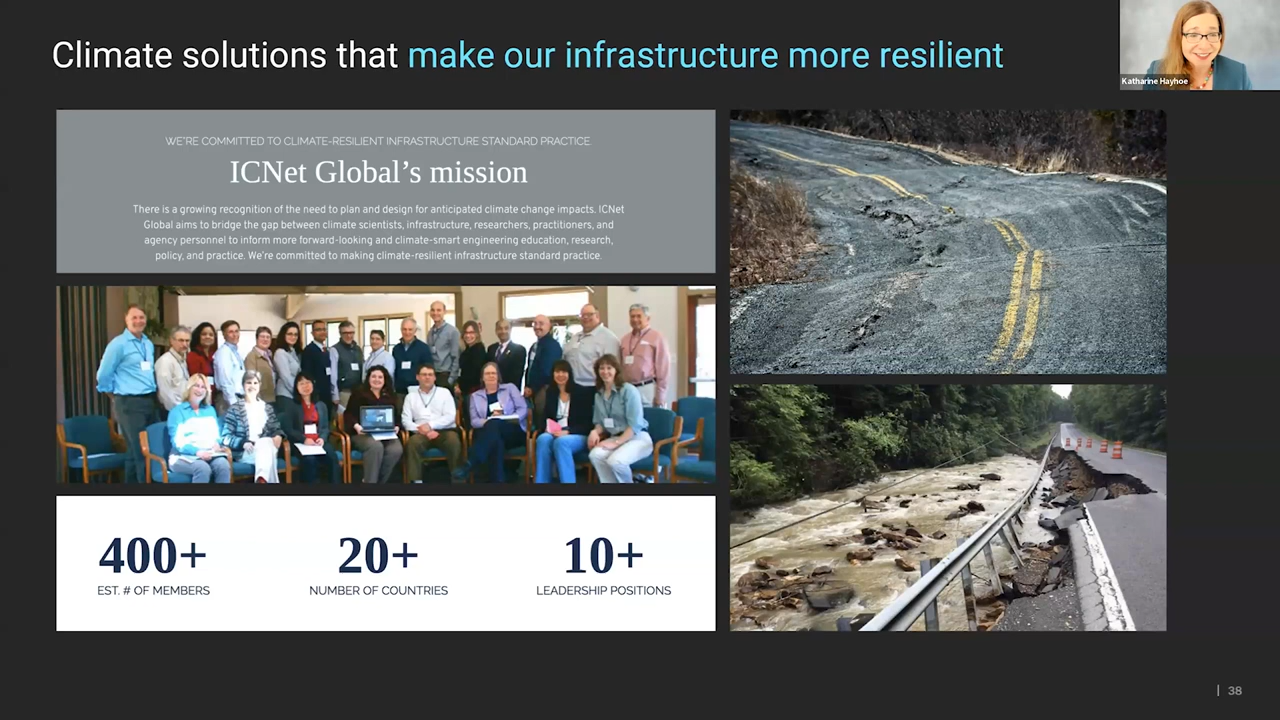 Climate solutions that make our infrastructure more resilient
Katharine Hayhoe
WE'RE COMMITTED TO CLIMATE-RESILIENT INFRASTRUCTURE STANDARD PRACTICE.
ICNet Global's mission
There is a growing recognition of the need to plan and design for anticipated climate change impacts. ICNet
Global aims to bridge the gap between climate scientists, infrastructure, researchers, practitioners, and
agency personnel to inform more forward-looking and climate-smart engineering education, research,
policy, and practice. We're committed to making climate-resilient infrastructure standard practice.
400+
EST. # OF MEMBERS
20+
NUMBER OF COUNTRIES
10+
LEADERSHIP POSITIONS
| 38